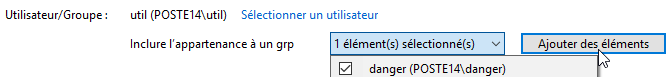 Utilisateur/Groupe : util (POSTE14\util) Sélectionner un utilisateur
Inclure l'appartenance à un grp 1 élément(s) sélectionné(s) Ajouter des éléments
danger (POSTE14\danger)